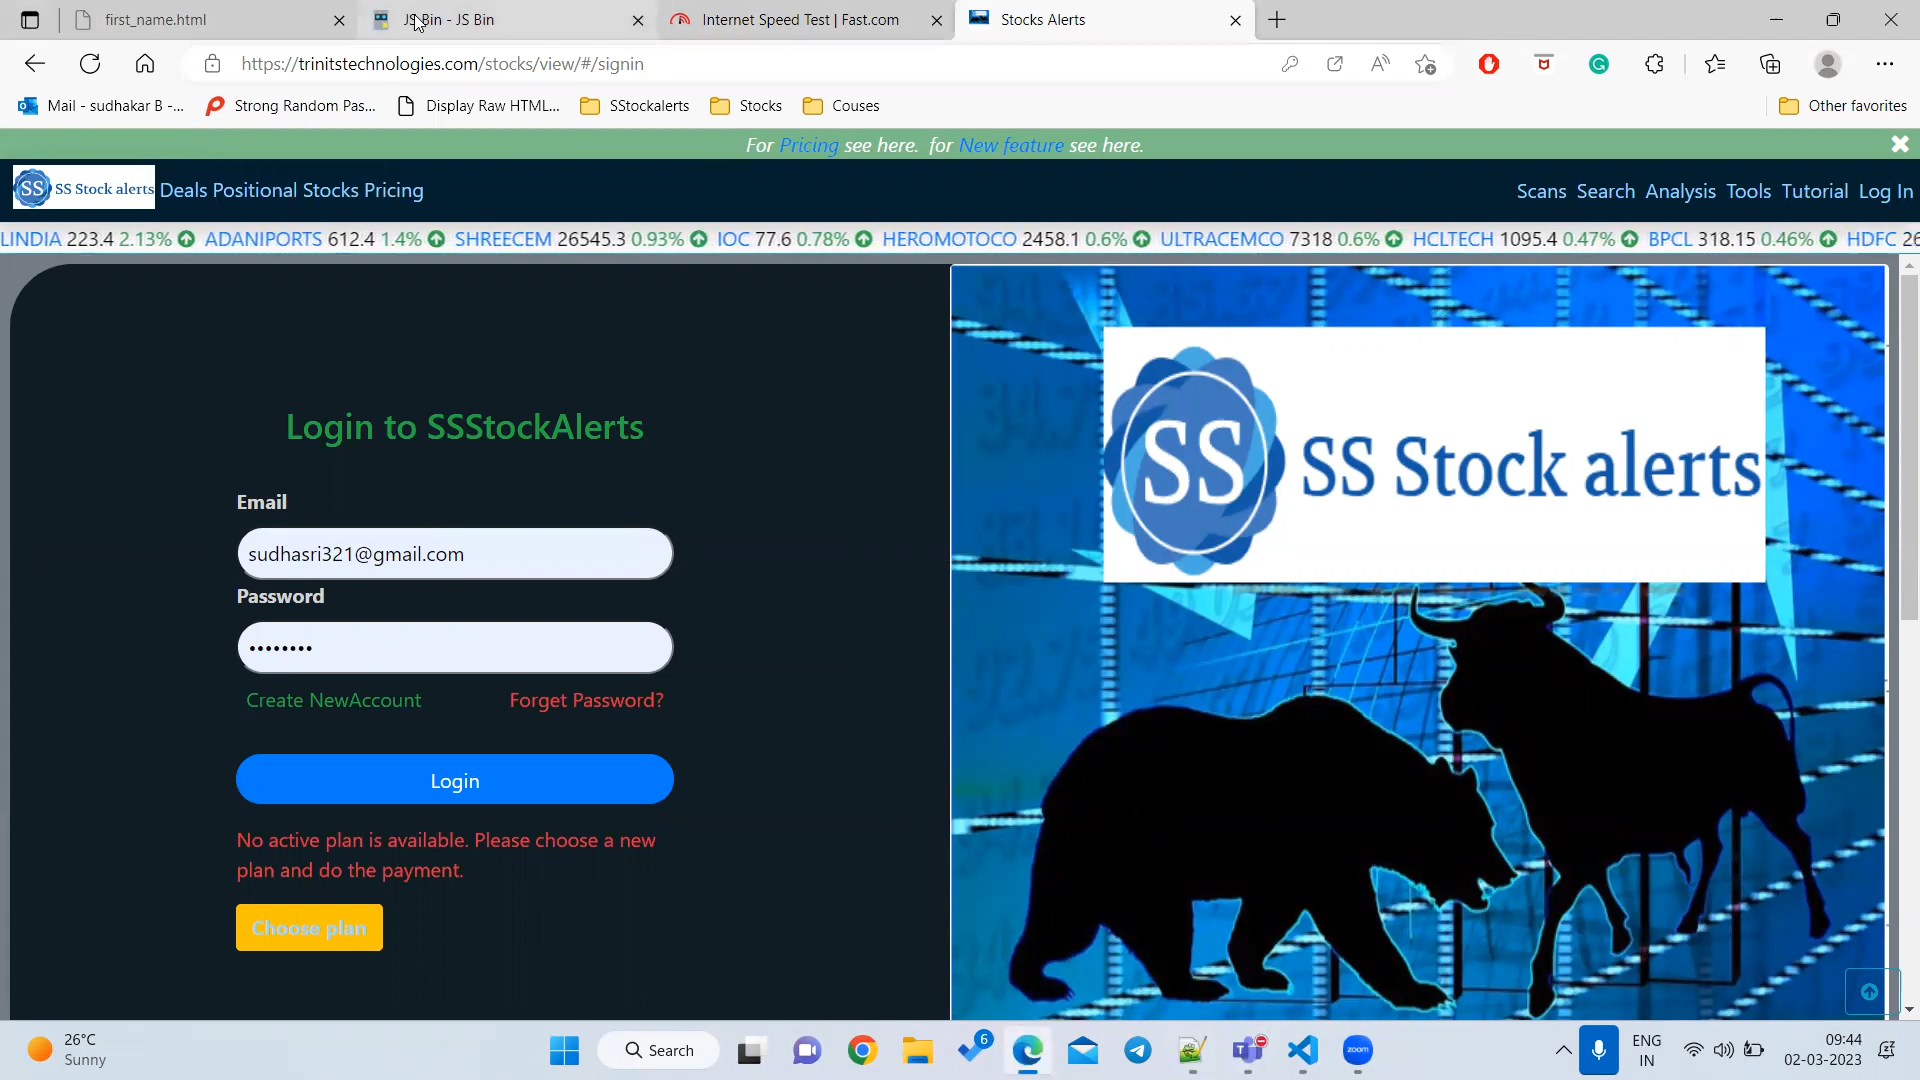 first_name.html
JS Bin - JS Bin
Internet Speed Test | Fast.com
Stocks Alerts
https://trinitstechnologies.com/stocks/view/#/signin
Mail - sudhakar B -...
Strong Random Pas...
Display Raw HTML...
SStockalerts
Stocks
Couses
Other favorites
For Pricing see here. for New feature see here.
SS SS Stock alerts Deals Positional Stocks Pricing
Scans Search Analysis Tools Tutorial Log In
LINDIA 223.4 2.13% ADANIPORTS 612.4 1.4% SHREECEM 26545.3 0.93% IOC 77.6 0.78% HEROMOTOCO 2458.1 0.6% ULTRACEMCO 7318 0.6% HCLTECH 1095.4 0.47% BPCL 318.15 0.46% HDFC 26
Login to SSStockAlerts
Email
sudhasri321@gmail.com
Password
Create NewAccount
Forget Password?
Login
No active plan is available. Please choose a new
plan and do the payment.
Choose plan
SS SS Stock alerts
26°C
Sunny
Search
6
zoom
ENG
IN
09:44
02-03-2023